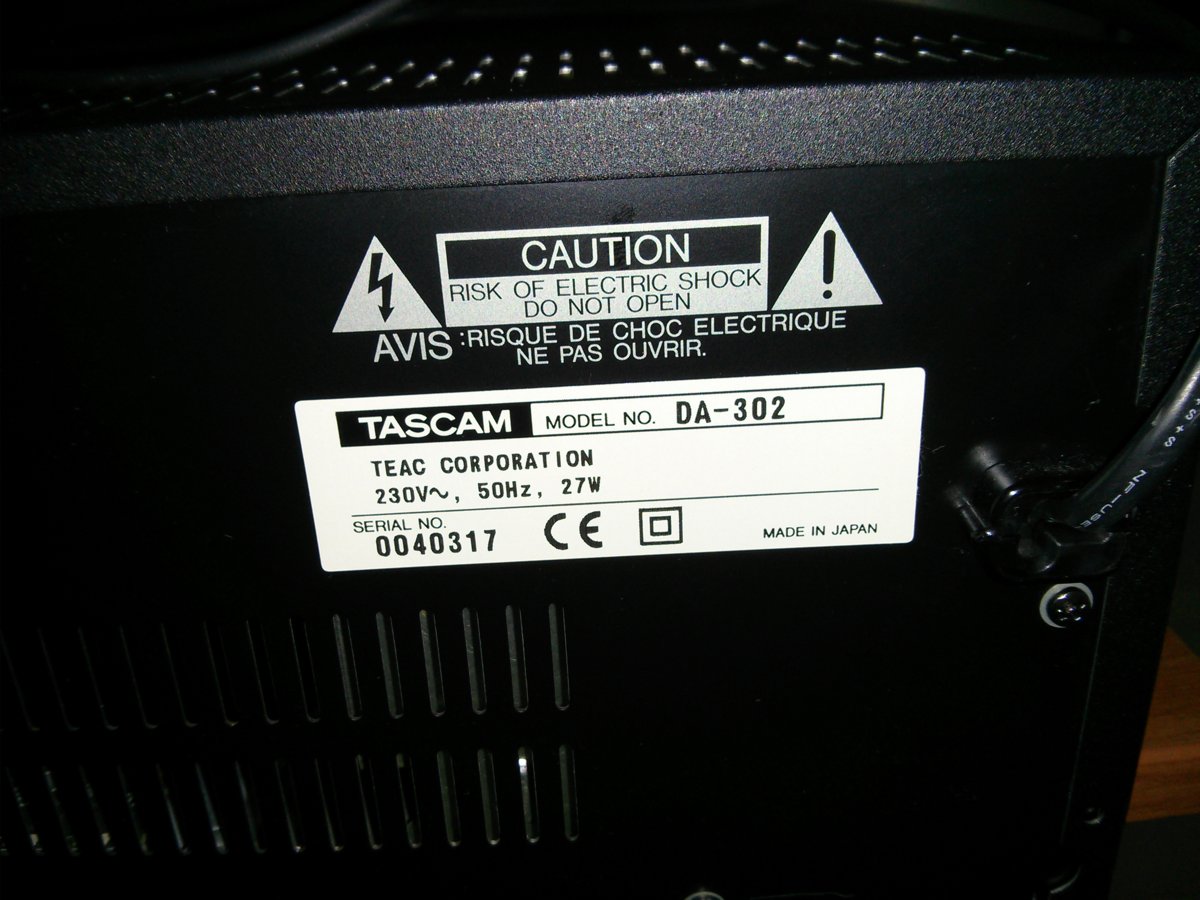 CAUTION
RISK OF ELECTRIC SHOCK
DO NOT OPEN
AVIS :RISQUE DE CHOC ELECTRIQUE
NE PAS OUVRIR.
TASCAM MODEL NO. DA-302
TEAC CORPORATION
230V~, 50Hz, 27W
SERIAL NO.
0040317 CE MADE IN JAPAN